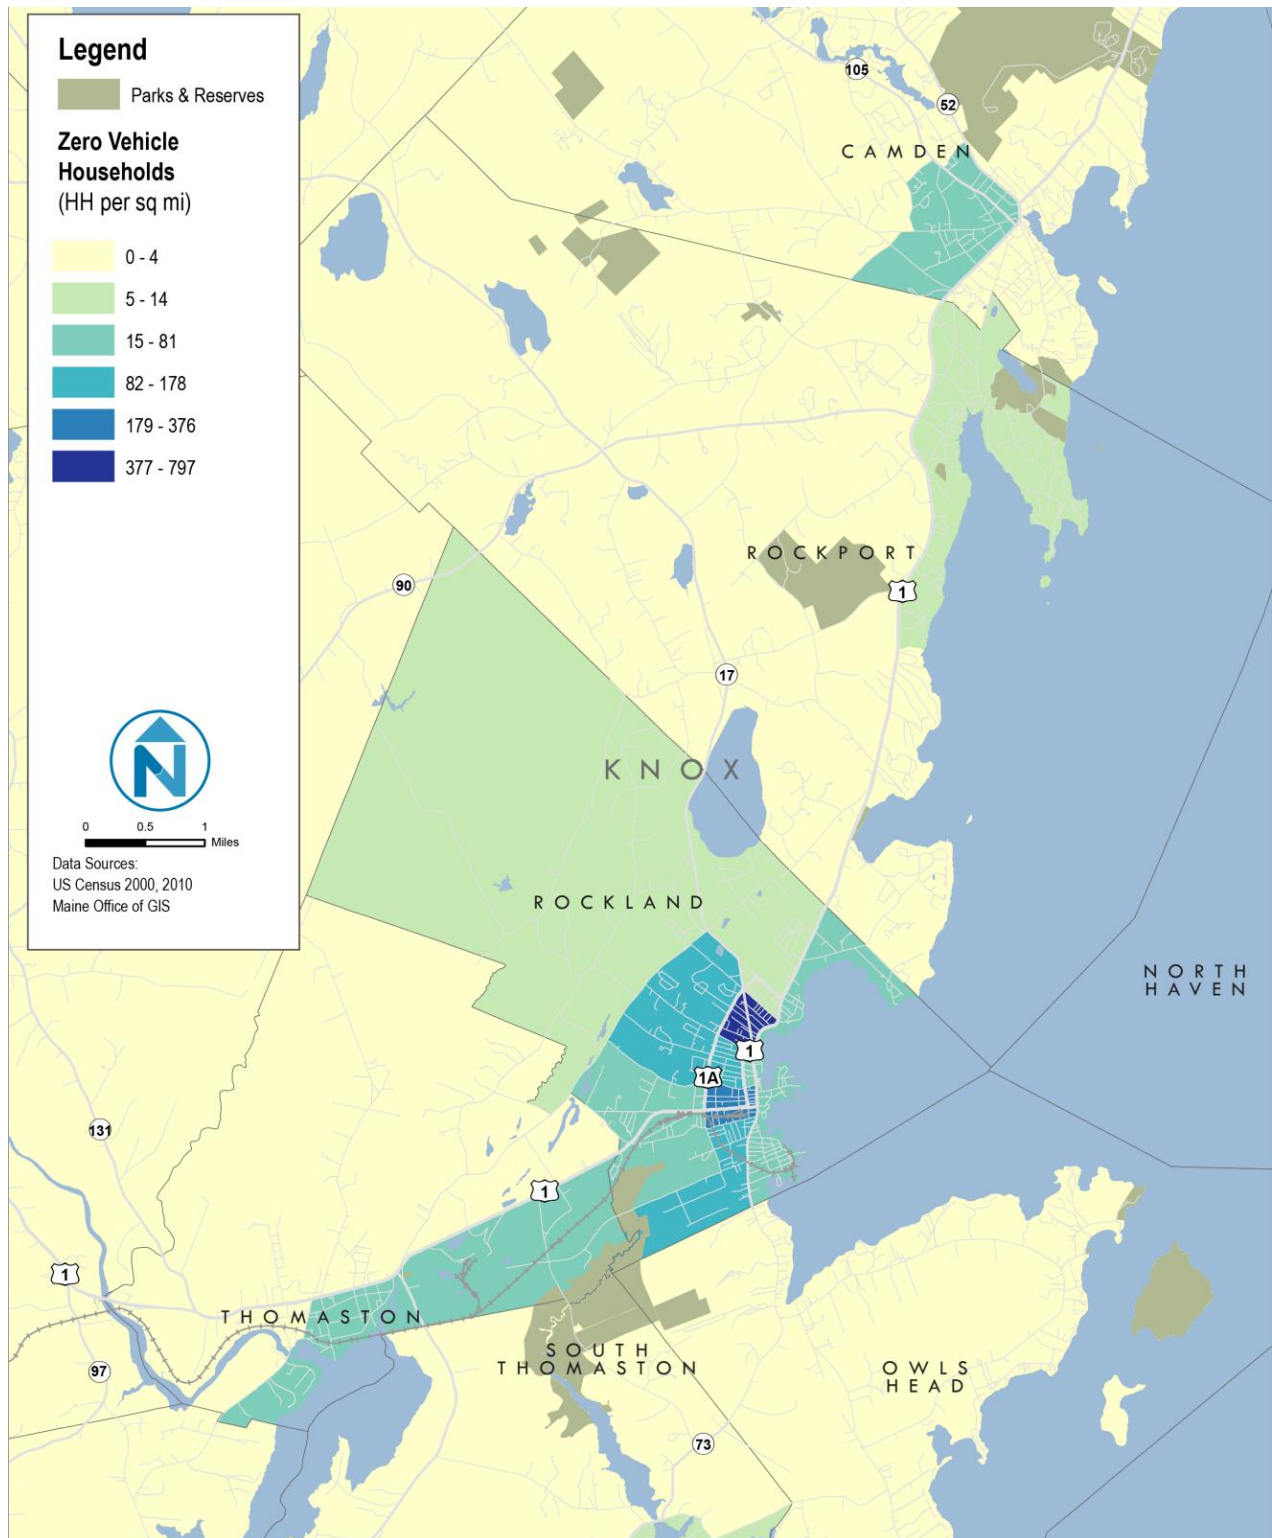 Legend
Parks & Reserves
Zero Vehicle
Households
(HH per sq mi)
0 - 4
5 - 14
15 - 81
82 - 178
179 - 376
377 - 797
N
0 0.5 1
Miles
Data Sources:
US Census 2000, 2010
Maine Office of GIS
105
52
CAMDEN
ROCKPORT
90
1
17
KNOX
ROCKLAND
NORTH
HAVEN
1
1A
131
1
1
THOMASTON
SOUTH
THOMASTON
OWLS
HEAD
97
73